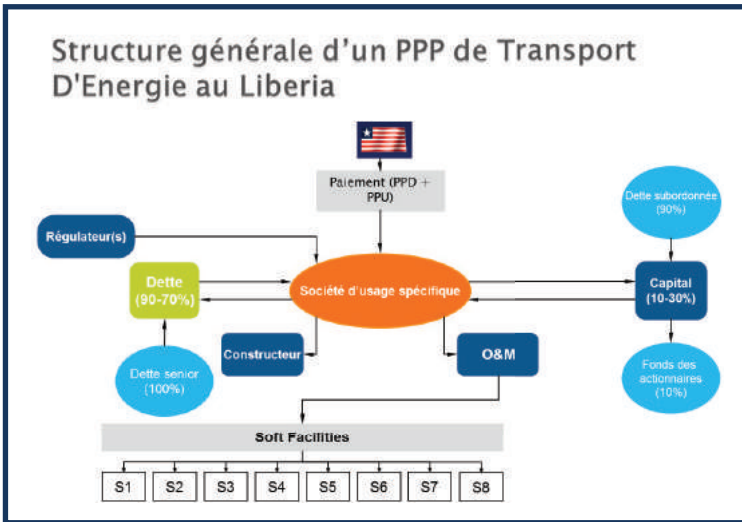 Structure générale d'un PPP de Transport
D'Energie au Liberia
Paiement (PPD +
PPU)
Dette subordonnée
(90%)
Régulateur(s)
Dette
(90-70%)
Société d'usage spécifique
Capital
(10-30%)
Constructeur
O&M
Dette senior
(100%)
Fonds des
actionnaires
(10%)
Soft Facilities
S1
S2
S3
S4
S5
S6
S7
S8